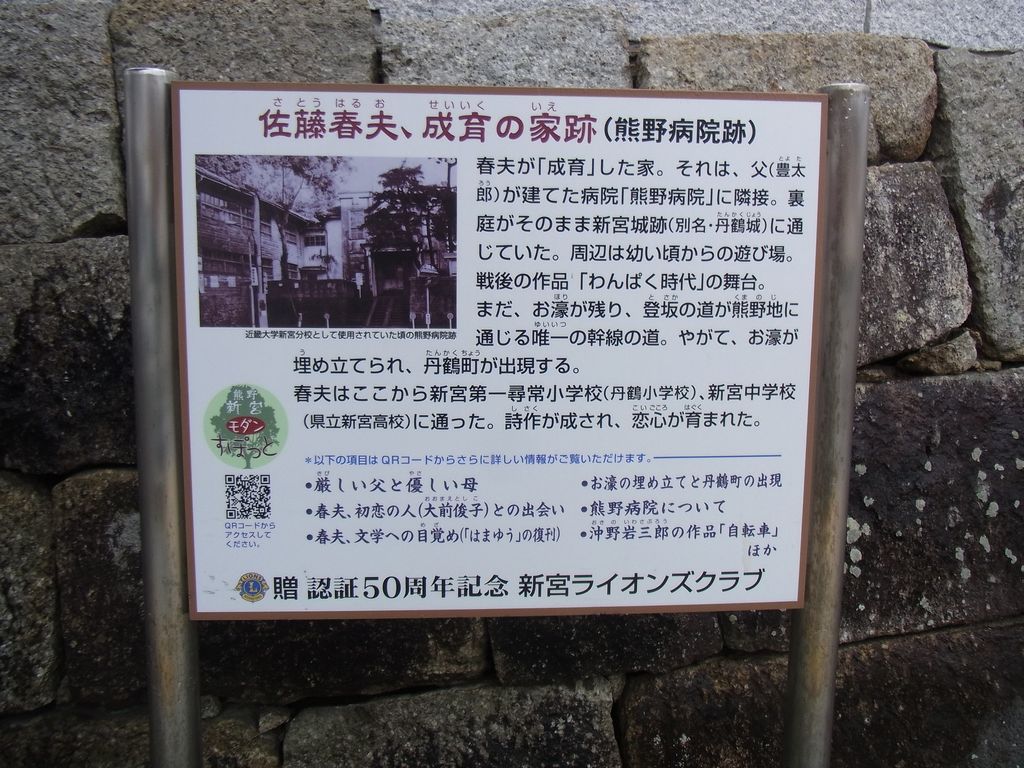 さとうはるお せいいく いえ
佐藤春夫、成育の家跡(熊野病院跡)
春夫が「成育」した家。それは、父(豊太
郎)が建てた病院「熊野病院」に隣接。裏
庭がそのまま新宮城跡(別名・丹鶴城)に通
じていた。周辺は幼い頃からの遊び場。
戦後の作品「わんぱく時代」の舞台。
まだ、お濠が残り、登坂の道が熊野地に
通じる唯一の幹線の道。やがて、お濠が
埋め立てられ、丹鶴町が出現する。
近畿大学新宮分校として使用されていた頃の熊野病院跡
春夫はここから新宮第一尋常小学校(丹鶴小学校)、新宮中学校
(県立新宮高校)に通った。詩作が成され、恋心が育まれた。
熊野
新宮
モダン
すぽっと
QRコードから
アクセスして
ください。
*以下の項目はQRコードからさらに詳しい情報がご覧いただけます。
•厳しい父と優しい母
•春夫、初恋の人(大前俊子)との出会い
•春夫、文学への目覚め(「はまゆう」の復刊)
•お濠の埋め立てと丹鶴町の出現
•熊野病院について
•沖野岩三郎の作品「自転車」
ほか
贈 認証50周年記念 新宮ライオンズクラブ